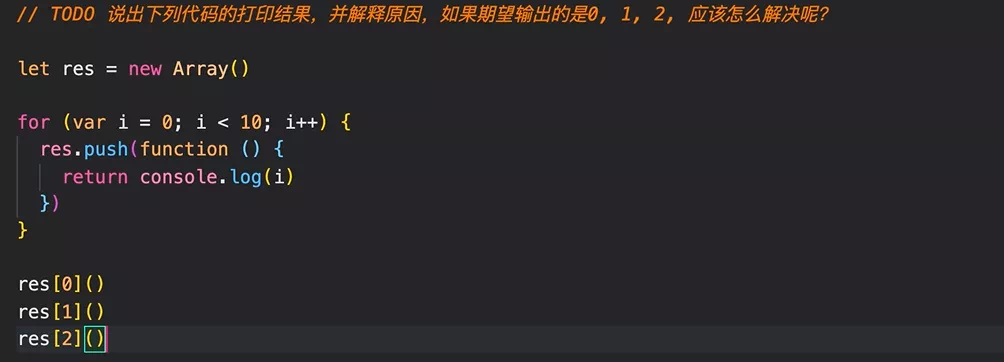 // TODO 说出下列代码的打印结果，并解释原因，如果期望输出的是0, 1, 2, 应该怎么解决呢?
let res = new Array()
for (var i = 0; i < 10; i++) {
res.push(function () {
return console.log(i)
})
}
res[0]()
res[1]()
res[2]()